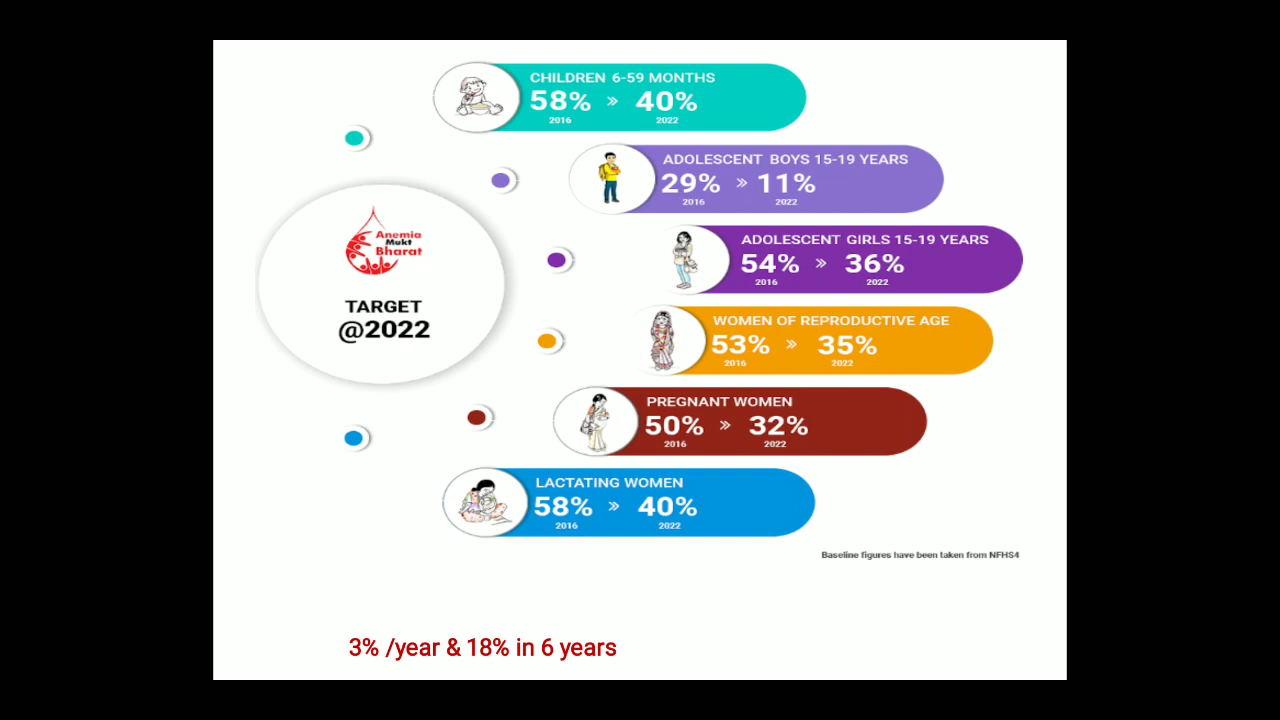 CHILDREN 6-59 MONTHS
58% » 40%
2016 2022
ADOLESCENT BOYS 15-19 YEARS
29% » 11%
2016 2022
ADOLESCENT GIRLS 15-19 YEARS
54% » 36%
2016 2022
Anemia
Mukt
Bharat
TARGET
@2022
WOMEN OF REPRODUCTIVE AGE
53% » 35%
2016 2022
PREGNANT WOMEN
50% » 32%
2016 2022
LACTATING WOMEN
58% » 40%
2016 2022
Baseline figures have been taken from NFHS4
3% /year & 18% in 6 years